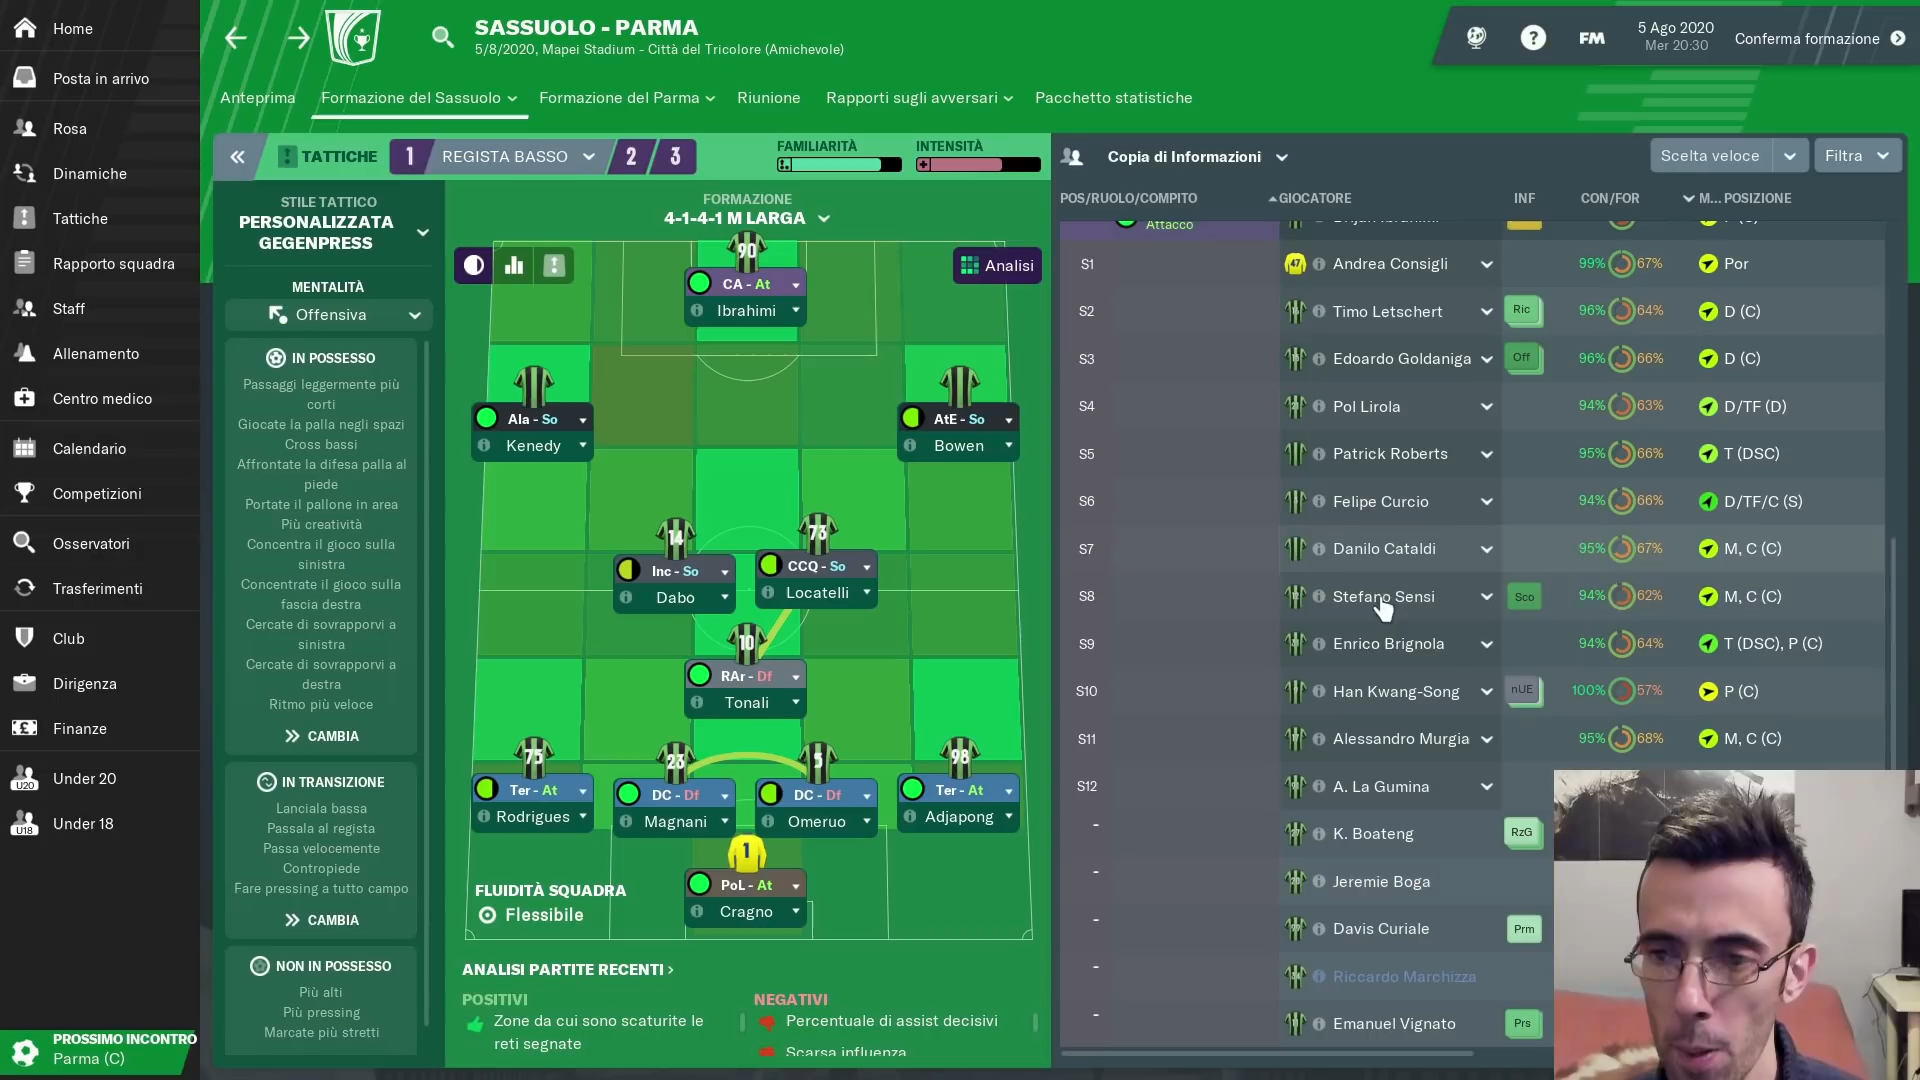 Home
Posta in arrivo
Rosa
Dinamiche
Tattiche
Rapporto squadra
Staff
Allenamento
Centro medico
Calendario
Competizioni
Osservatori
Trasferimenti
Club
Dirigenza
Finanze
U20 Under 20
U18 Under 18
PROSSIMO INCONTRO
Parma (C)
SASSUOLO - PARMA
5/8/2020, Mapei Stadium - Città del Tricolore (Amichevole)
FM
5 Ago 2020
Mer 20:30
Conferma formazione
Anteprima
Formazione del Sassuolo
Formazione del Parma
Riunione
Rapporti sugli avversari
Pacchetto statistiche
TATTICHE
1 REGISTA BASSO 2 3
FAMILIARITÀ
INTENSITÀ
STILE TATTICO
PERSONALIZZATA
GEGENPRESS
MENTALITÀ
Offensiva
IN POSSESSO
Passaggi leggermente più
corti
Giocate la palla negli spazi
Cross bassi
Affrontate la difesa palla al
piede
Portate il pallone in area
Più creatività
Concentra il gioco sulla
sinistra
Concentrate il gioco sulla
fascia destra
Cercate di sovrapporvi a
sinistra
Cercate di sovrapporvi a
destra
Ritmo più veloce
CAMBIA
IN TRANSIZIONE
Lanciala bassa
Passala al regista
Passa velocemente
Contropiede
Fare pressing a tutto campo
CAMBIA
NON IN POSSESSO
Più alti
Più pressing
Marcate più stretti
FORMAZIONE
4-1-4-1 M LARGA
Analisi
90
CA - At
Ibrahimi
Ala - So
Kenedy
AtE - So
Bowen
14
Inc - So
Dabo
73
CCQ - So
Locatelli
10
RAr - Df
Tonali
75
Ter - At
Rodrigues
23
DC - Df
Magnani
5
DC - Df
Omeruo
98
Ter - At
Adjapong
1
PoL - At
Cragno
FLUIDITÀ SQUADRA
Flessibile
ANALISI PARTITE RECENTI >
POSITIVI
Zone da cui sono scaturite le
reti segnate
NEGATIVI
Percentuale di assist decisivi
Scarsa influenza
Copia di Informazioni
Scelta veloce
Filtra
POS/RUOLO/COMPITO GIOCATORE INF CON/FOR M... POSIZIONE
Attacco
S1 47 Andrea Consigli 99% 67% Por
S2 Timo Letschert Ric 96% 64% D (C)
S3 Edoardo Goldaniga Off 96% 66% D (C)
S4 Pol Lirola 94% 63% D/TF (D)
S5 Patrick Roberts 95% 66% T (DSC)
S6 Felipe Curcio 94% 66% D/TF/C (S)
S7 Danilo Cataldi 95% 67% M, C (C)
S8 Stefano Sensi Sco 94% 62% M, C (C)
S9 Enrico Brignola 94% 64% T (DSC), P (C)
S10 Han Kwang-Song nUE 100% 57% P (C)
S11 Alessandro Murgia 95% 68% M, C (C)
S12 A. La Gumina
- K. Boateng RzG
- Jeremie Boga
- Davis Curiale Prm
- Riccardo Marchizza
- Emanuel Vignato Prs